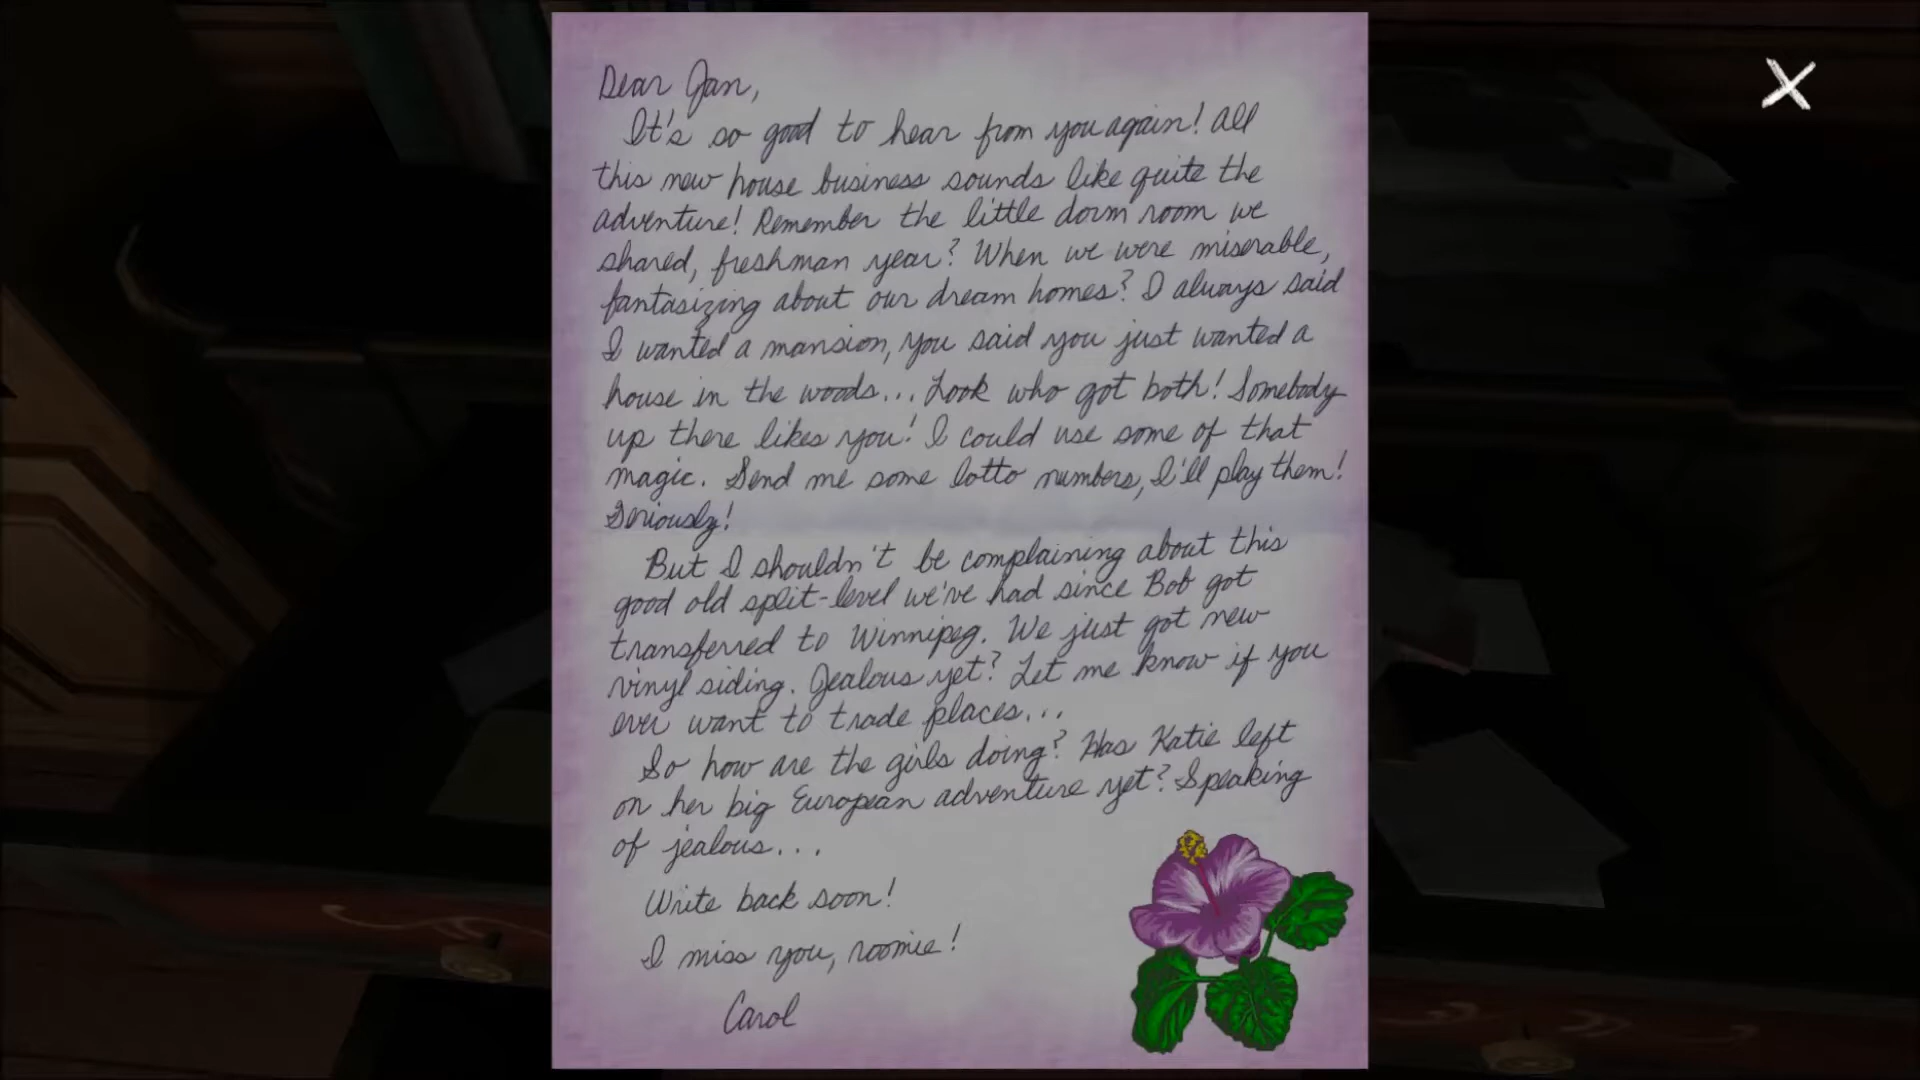 Dear Jan,
It's so good to hear from you again! All
this new house business sounds like quite the
adventure! Remember the little dorm room we
shared, freshman year? When we were miserable,
fantasizing about our dream homes? I always said
I wanted a mansion, you said you just wanted a
house in the woods... Look who got both! Somebody
up there likes you! I could use some of that
magic. Send me some lotto numbers, I'll play them!
Seriously!
But I shouldn't be complaining about this
good old split-level we've had since Bob got
transferred to Winnipeg. We just got new
vinyl siding. Jealous yet? Let me know if you
ever want to trade places...
So how are the girls doing? Has Katie left
on her big European adventure yet? Speaking
of jealous...
Write back soon!
I miss you, roomie!
Carol